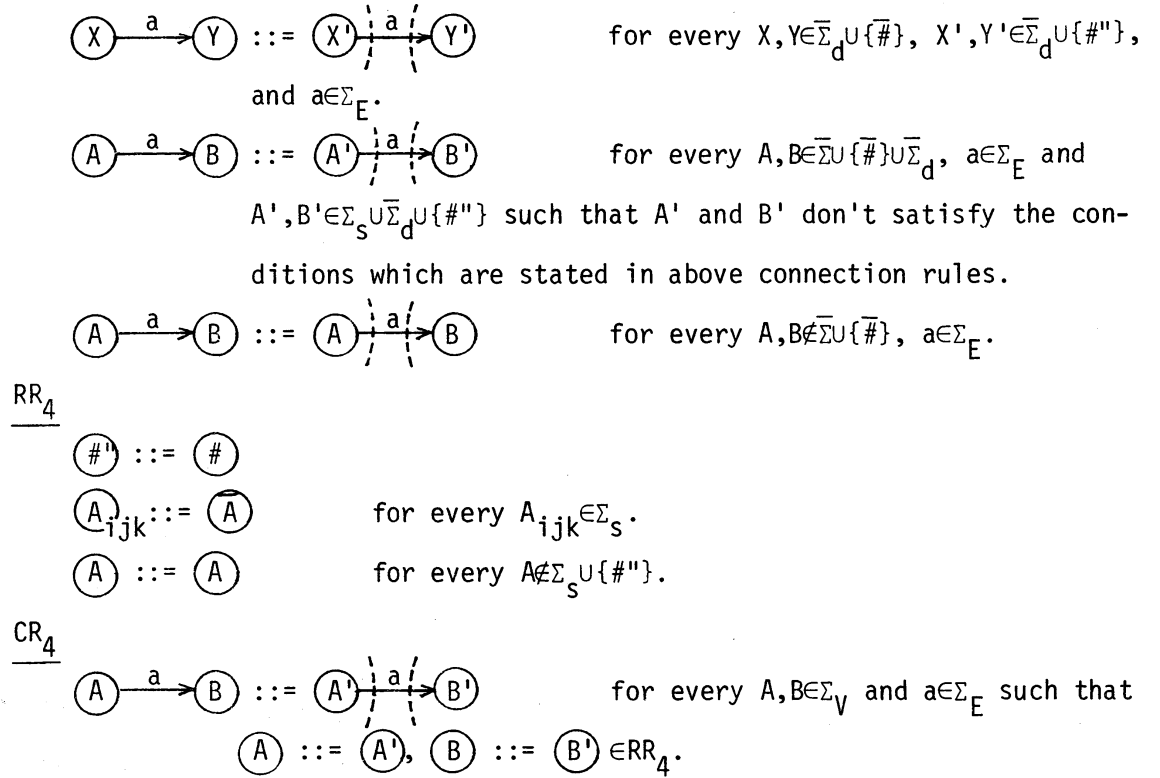 X a Y ::= X' a Y' for every X,Y∈Σ̅_d∪{#̅}, X',Y'∈Σ̅_d∪{#"},
and a∈Σ_E.
A a B ::= A' a B' for every A,B∈Σ̅∪{#̅}∪Σ̅_d, a∈Σ_E and
A',B'∈Σ_s∪Σ̅_d∪{#"} such that A' and B' don't satisfy the con-
ditions which are stated in above connection rules.
A a B ::= A a B for every A,B∉Σ̅∪{#̅}, a∈Σ_E.
RR_4
#" ::= #
A_ijk ::= A̅ for every A_ijk∈Σ_s.
A ::= A for every A∉Σ_s∪{#"}.
CR_4
A a B ::= A' a B' for every A,B∈Σ_V and a∈Σ_E such that
A ::= A', B ::= B' ∈RR_4.